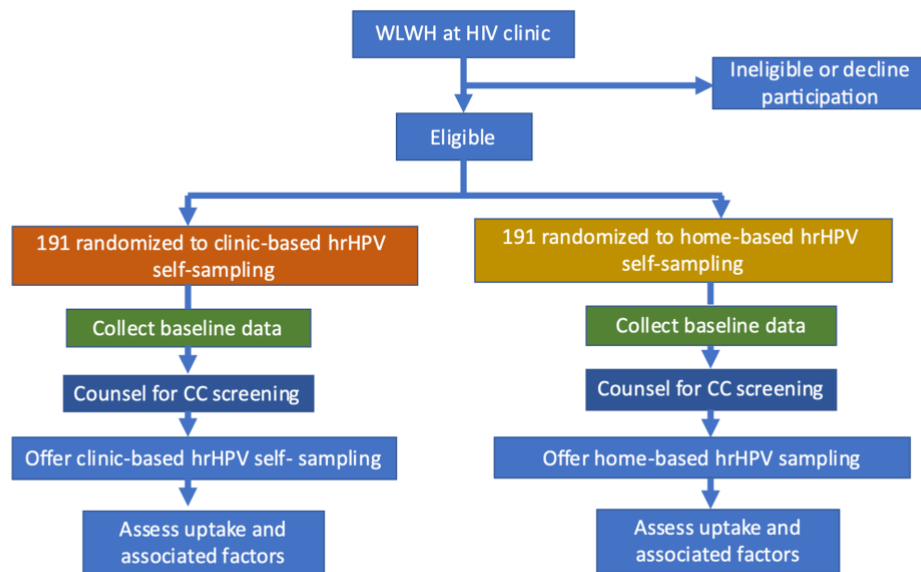 WLWH at HIV clinic
Ineligible or decline
participation
Eligible
191 randomized to clinic-based hrHPV
self-sampling
191 randomized to home-based hrHPV
self-sampling
Collect baseline data
Collect baseline data
Counsel for CC screening
Counsel for CC screening
Offer clinic-based hrHPV self- sampling
Offer home-based hrHPV sampling
Assess uptake and
associated factors
Assess uptake and
associated factors